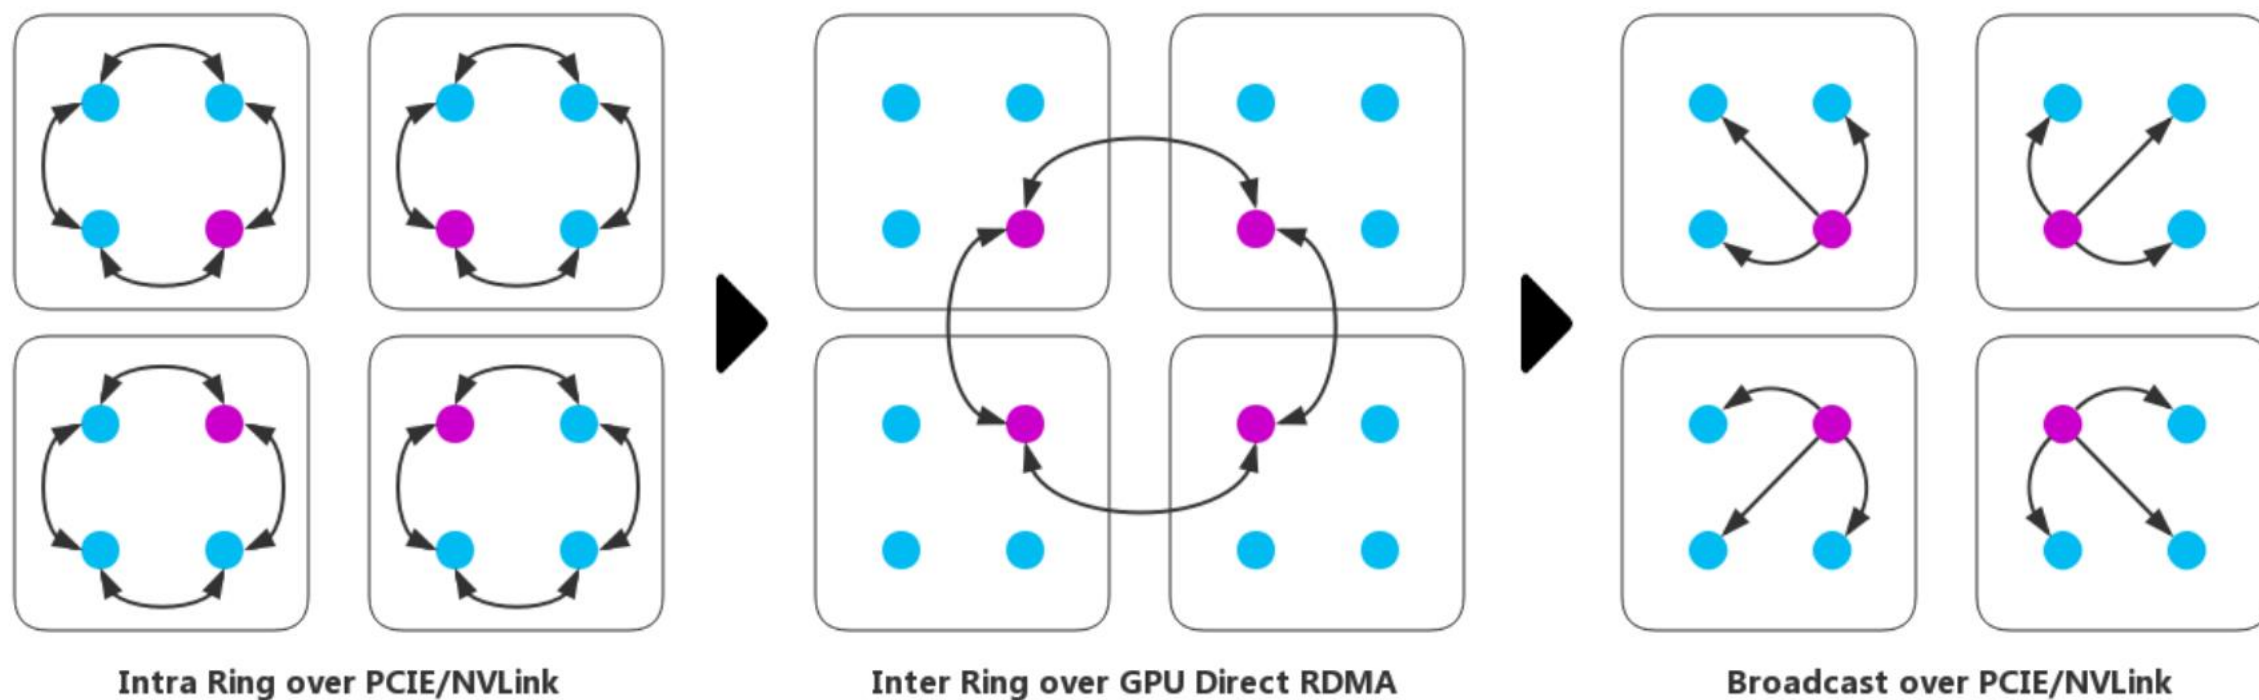 Intra Ring over PCIE/NVLink
Inter Ring over GPU Direct RDMA
Broadcast over PCIE/NVLink